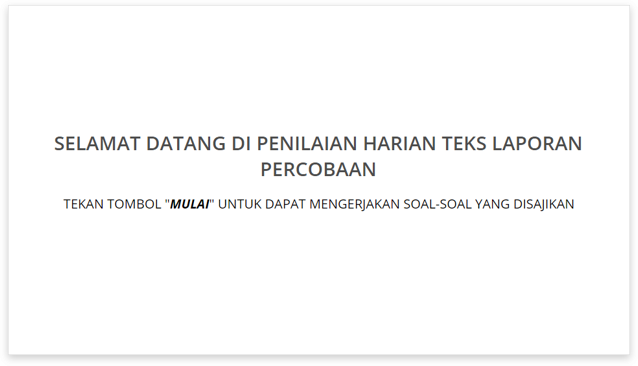 SELAMAT DATANG DI PENILAIAN HARIAN TEKS LAPORAN
PERCOBAAN
TEKAN TOMBOL "MULAI" UNTUK DAPAT MENGERJAKAN SOAL-SOAL YANG DISAJIKAN